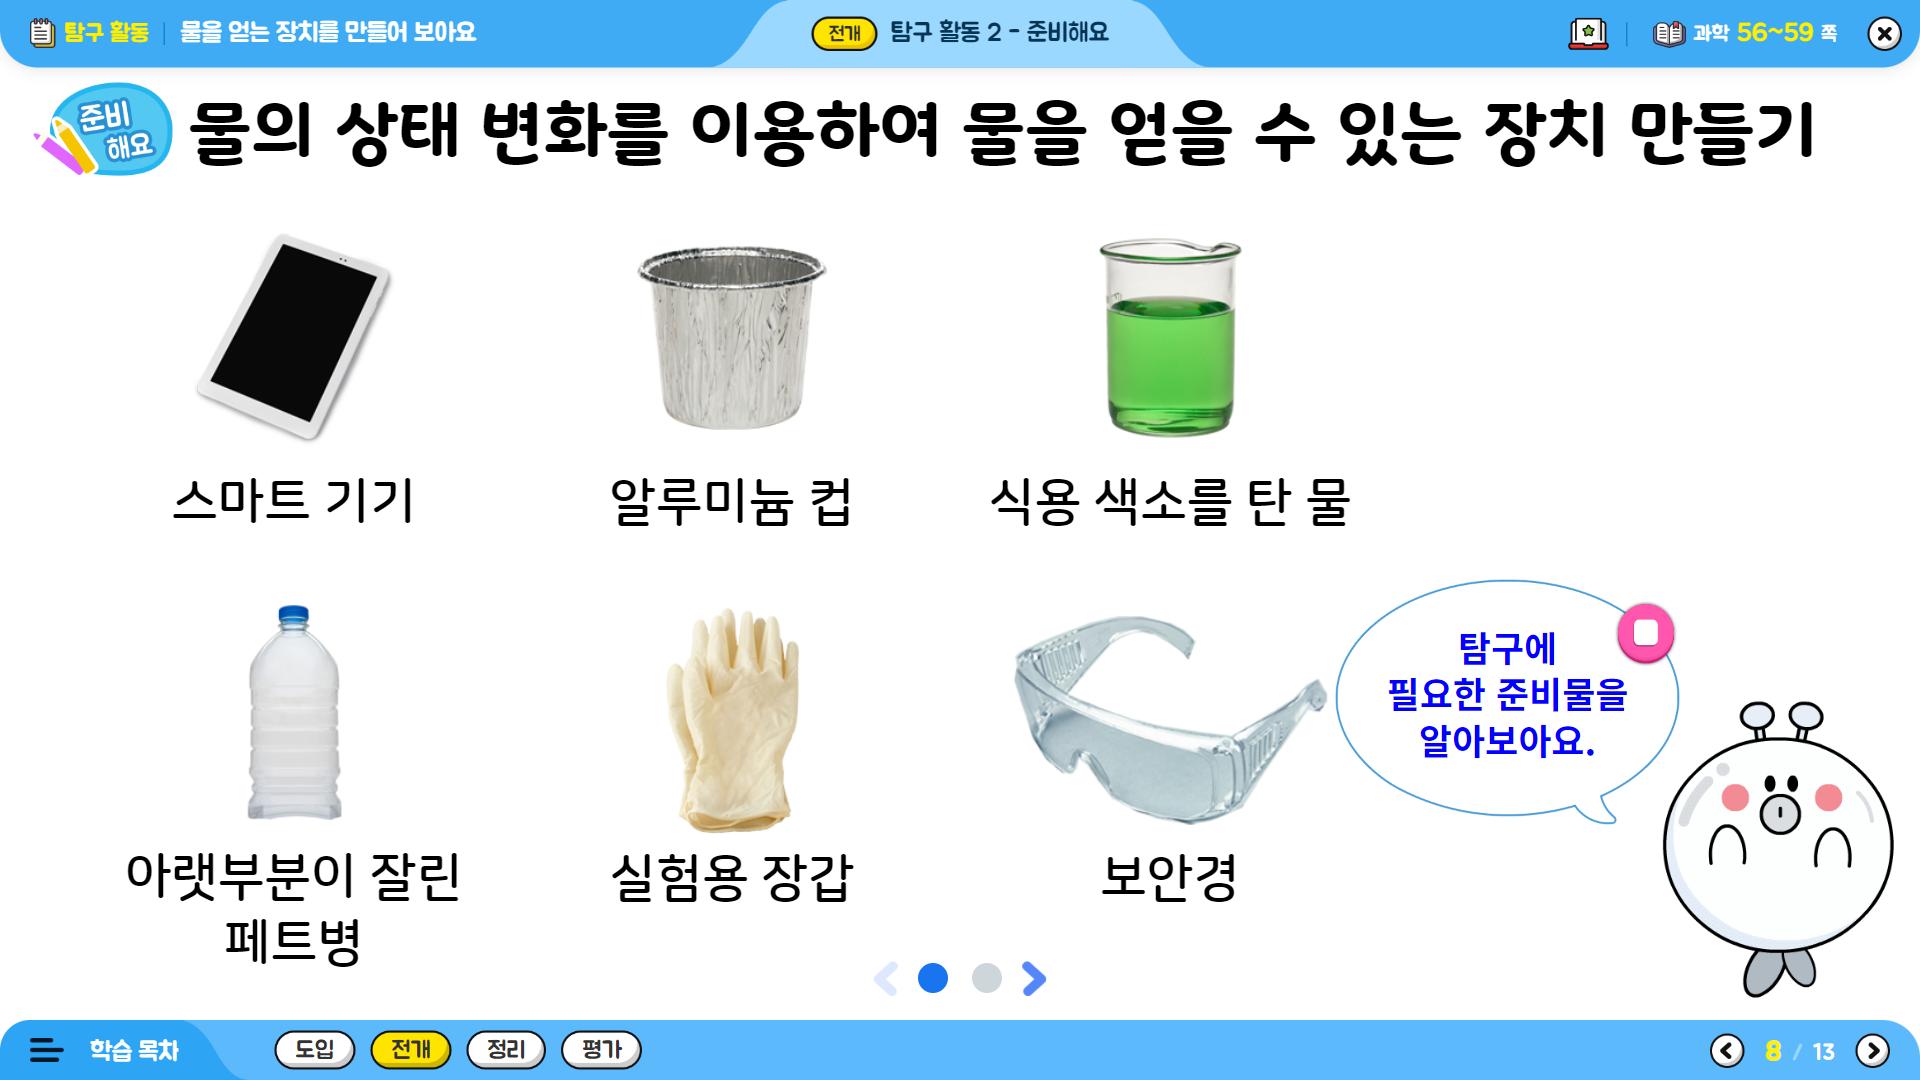 탐구 활동
물을 얻는 장치를 만들어 보아요
전개
탐구 활동 2 - 준비해요
과학 56~59 쪽
준비
해요
물의 상태 변화를 이용하여 물을 얻을 수 있는 장치 만들기
스마트 기기
알루미늄 컵
식용 색소를 탄 물
아랫부분이 잘린
페트병
실험용 장갑
보안경
탐구에
필요한 준비물을
알아보아요.
학습 목차
도입
전개
정리
평가
8 / 13